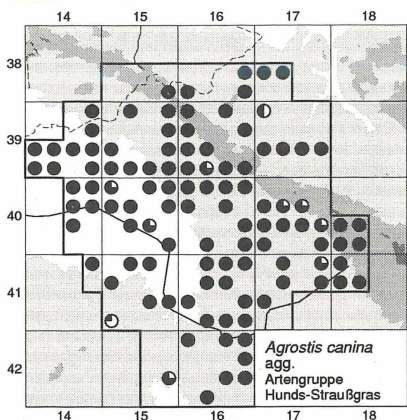 14 15 16 17 18
38
39
40
41
42
Agrostis canina
agg.
Artengruppe
Hunds-Straußgras
14 15 16 17 18